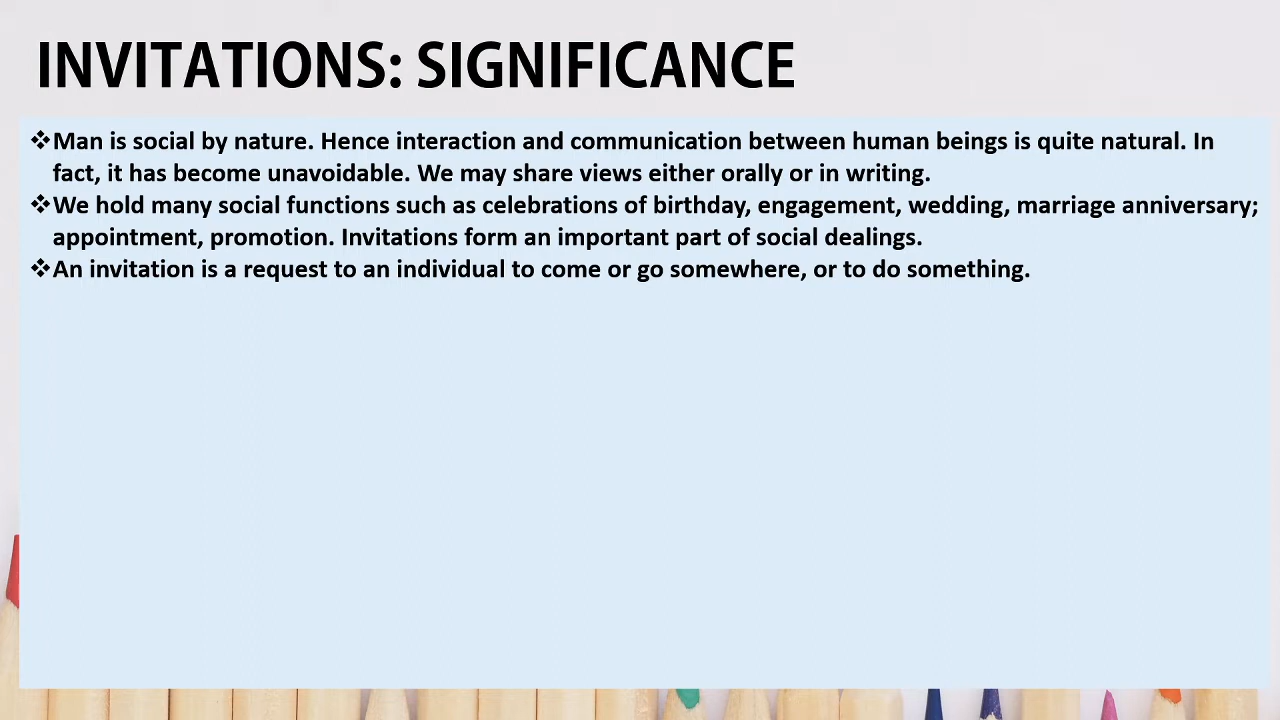 INVITATIONS: SIGNIFICANCE
❖Man is social by nature. Hence interaction and communication between human beings is quite natural. In
fact, it has become unavoidable. We may share views either orally or in writing.
❖We hold many social functions such as celebrations of birthday, engagement, wedding, marriage anniversary;
appointment, promotion. Invitations form an important part of social dealings.
❖An invitation is a request to an individual to come or go somewhere, or to do something.